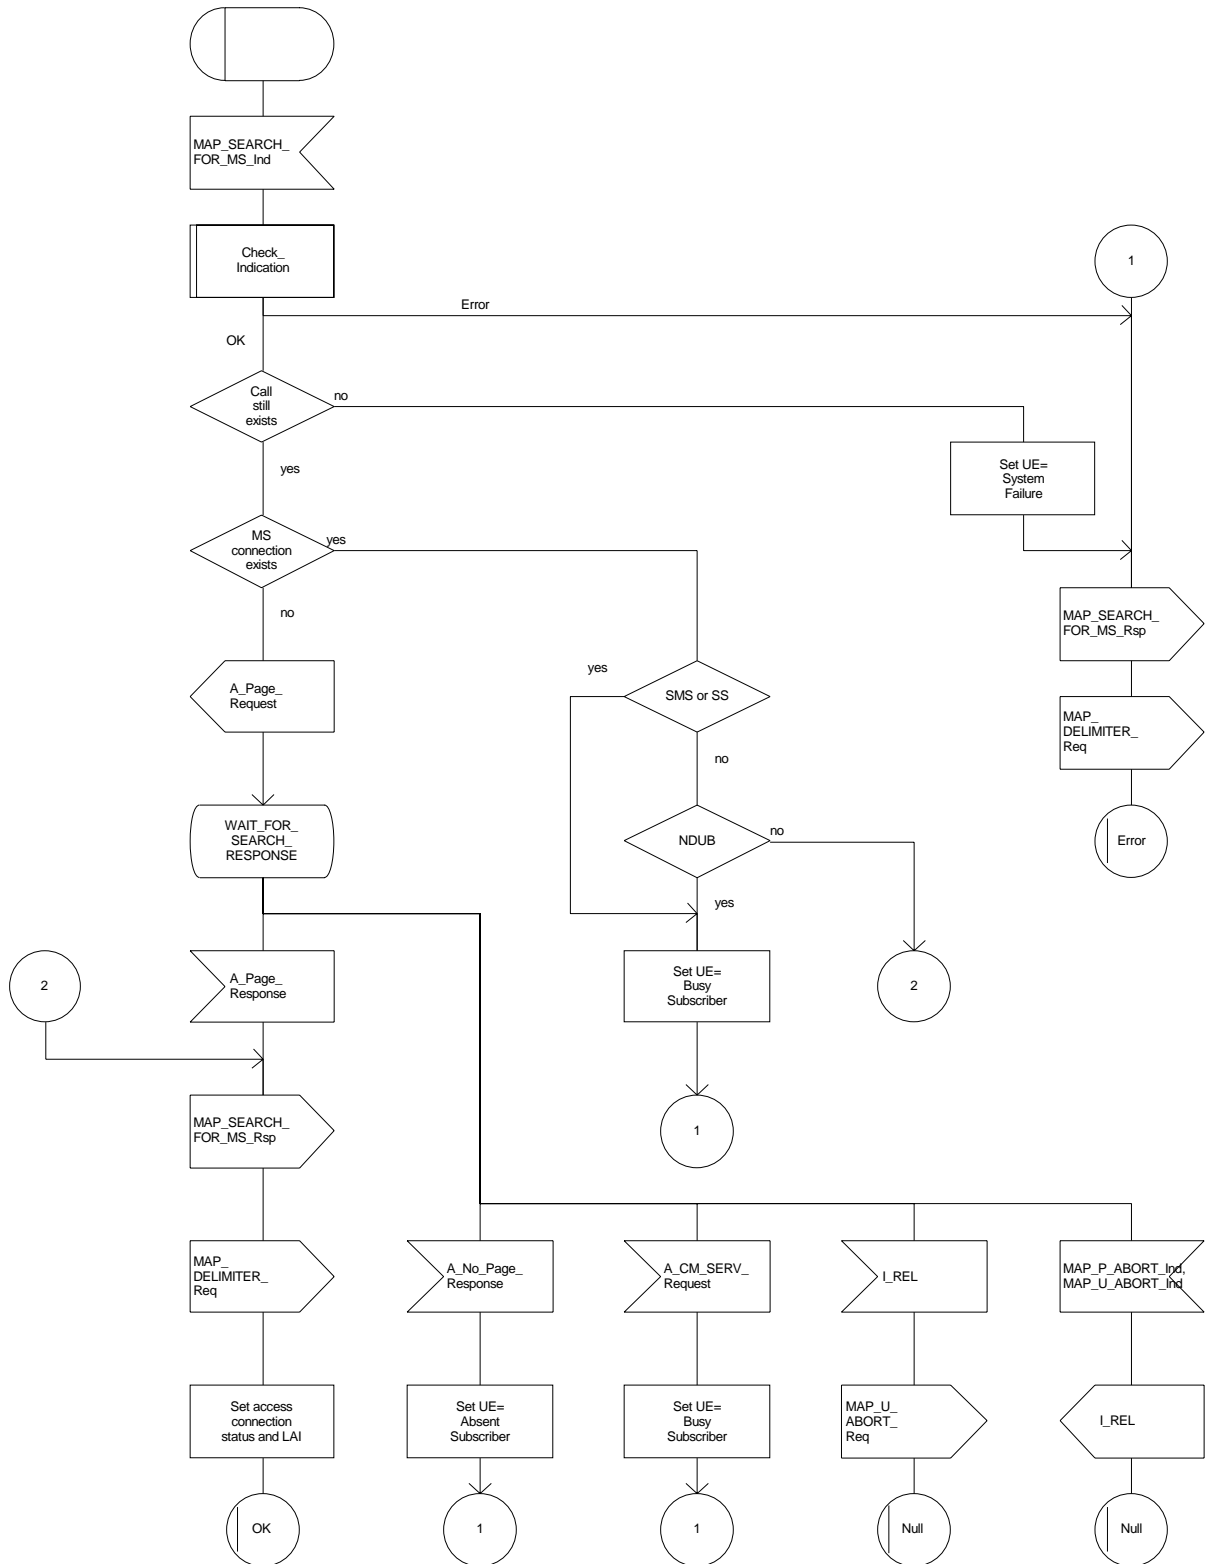 MAP_SEARCH_
FOR_MS_Ind
Check_
Indication
1
Error
OK
Call
still
exists
no
Set UE=
System
Failure
yes
MS
connection
exists
yes
no
MAP_SEARCH_
FOR_MS_Rsp
A_Page_
Request
yes
SMS or SS
MAP_
DELIMITER_
Req
no
WAIT_FOR_
SEARCH_
RESPONSE
NDUB
no
Error
yes
2
A_Page_
Response
Set UE=
Busy
Subscriber
2
MAP_SEARCH_
FOR_MS_Rsp
1
MAP_
DELIMITER_
Req
A_No_Page_
Response
A_CM_SERV_
Request
I_REL
MAP_P_ABORT_Ind,
MAP_U_ABORT_Ind
Set access
connection
status and LAI
Set UE=
Absent
Subscriber
Set UE=
Busy
Subscriber
MAP_U_
ABORT_
Req
I_REL
OK
1
1
Null
Null